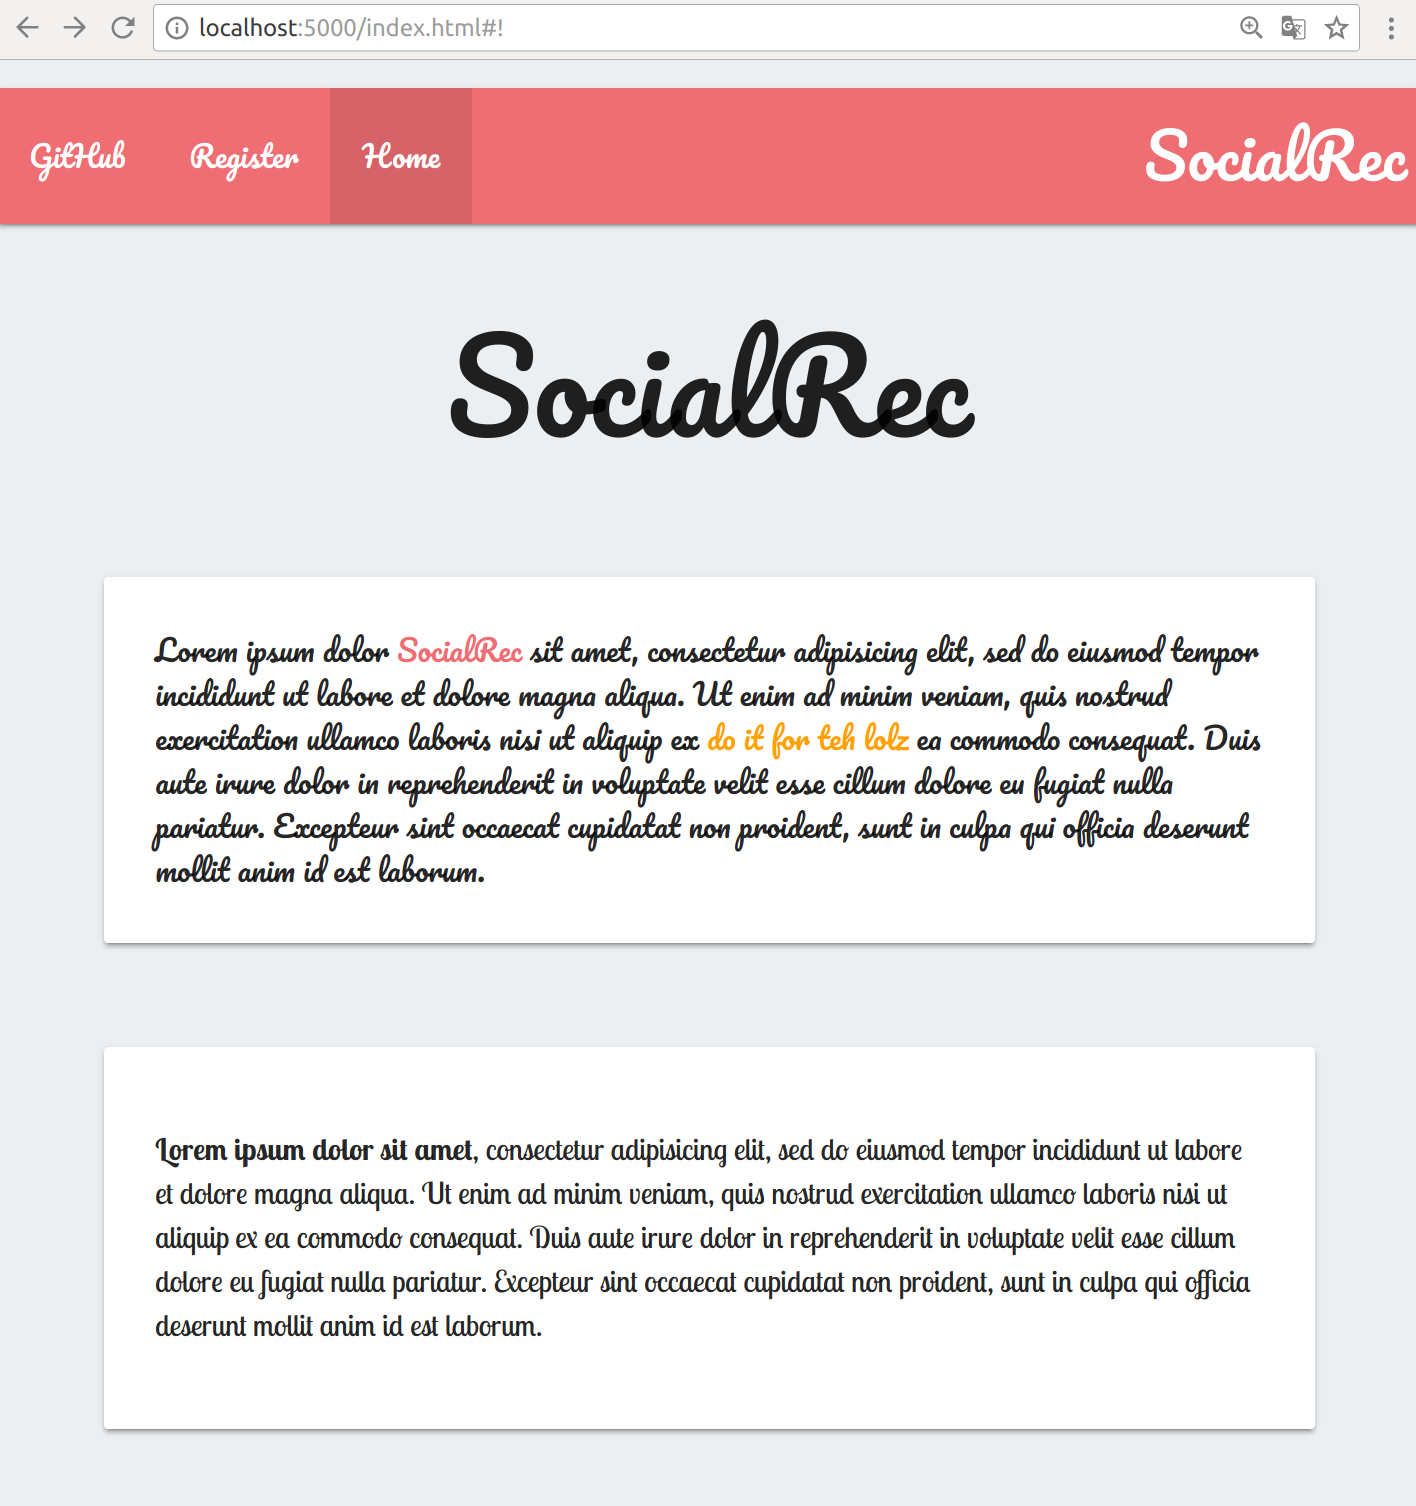 localhost:5000/index.html#!
GitHub Register Home SocialRec
SocialRec
Lorem ipsum dolor SocialRec sit amet, consectetur adipisicing elit, sed do eiusmod tempor
incididunt ut labore et dolore magna aliqua. Ut enim ad minim veniam, quis nostrud
exercitation ullamco laboris nisi ut aliquip ex do it for teh lolz ea commodo consequat. Duis
aute irure dolor in reprehenderit in voluptate velit esse cillum dolore eu fugiat nulla
pariatur. Excepteur sint occaecat cupidatat non proident, sunt in culpa qui officia deserunt
mollit anim id est laborum.
Lorem ipsum dolor sit amet, consectetur adipisicing elit, sed do eiusmod tempor incididunt ut labore
et dolore magna aliqua. Ut enim ad minim veniam, quis nostrud exercitation ullamco laboris nisi ut
aliquip ex ea commodo consequat. Duis aute irure dolor in reprehenderit in voluptate velit esse cillum
dolore eu fugiat nulla pariatur. Excepteur sint occaecat cupidatat non proident, sunt in culpa qui officia
deserunt mollit anim id est laborum.